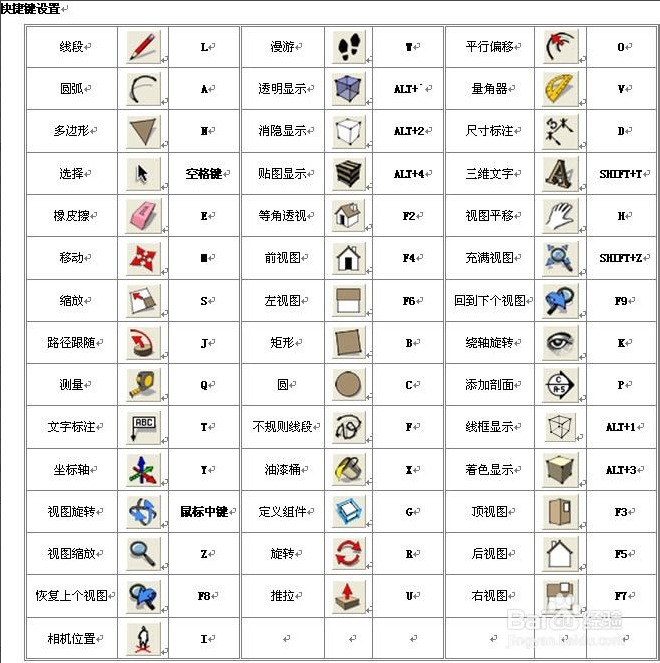 快捷键设置
线段 L 漫游 W 平行偏移 O
圆弧 A 透明显示 ALT+` 量角器 V
多边形 N 消隐显示 ALT+2 尺寸标注 D
选择 空格键 贴图显示 ALT+4 三维文字 SHIFT+T
橡皮擦 E 等角透视 F2 视图平移 H
移动 M 前视图 F4 充满视图 SHIFT+Z
缩放 S 左视图 F6 回到下个视图 F9
路径跟随 J 矩形 B 绕轴旋转 K
测量 Q 圆 C 添加剖面 C A-5 P
文字标注 ABC T 不规则线段 F 线框显示 ALT+1
坐标轴 Y 油漆桶 X 着色显示 ALT+3
视图旋转 鼠标中键 定义组件 G 顶视图 F3
视图缩放 Z 旋转 R 后视图 F5
恢复上个视图 F8 推拉 U 右视图 F7
相机位置 I
Baidu 经验
jingyan.baidu.com